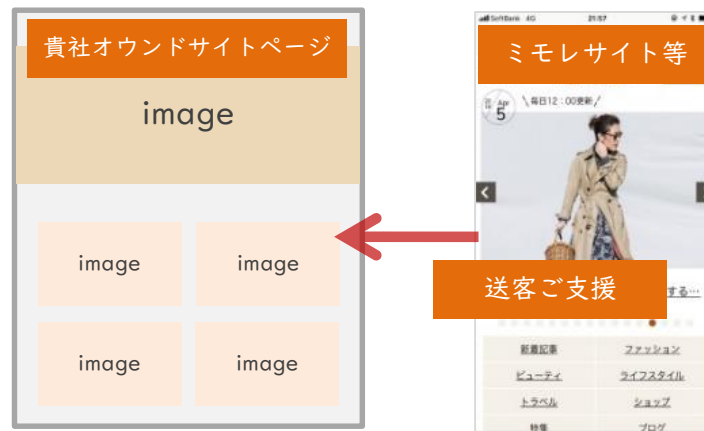 貴社オウンドサイトページ
image
image
image
image
image
SoftBank 4G
21:57
ミモレサイト等
Apr
5
\毎日12：00更新/
送客ご支援
する…
新着記事
ファッション
ビューティ
ライフスタイル
トラベル
ショップ
特集
ブログ